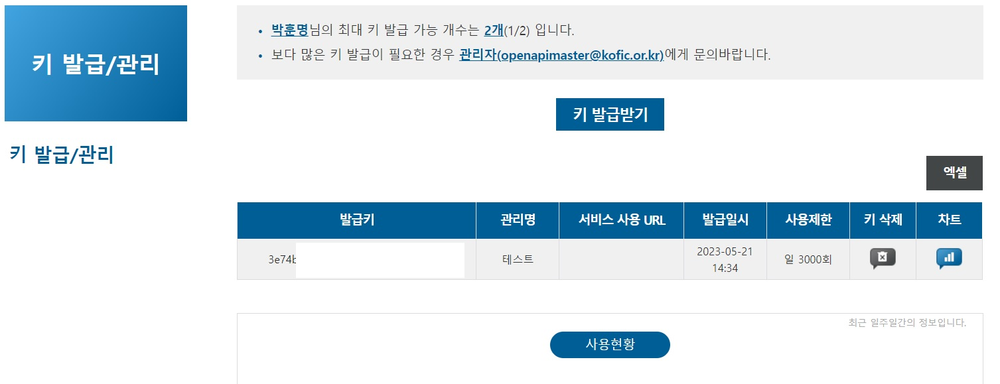 키 발급/관리
키 발급/관리
박훈명님의 최대 키 발급 가능 개수는 2개(1/2) 입니다.
보다 많은 키 발급이 필요한 경우 관리자(openapimaster@kofic.or.kr)에게 문의바랍니다.
키 발급받기
엑셀
발급키 관리명 서비스 사용 URL 발급일시 사용제한 키 삭제 차트
3e74b 테스트 2023-05-21 14:34 일 3000회
최근 일주일간의 정보입니다.
사용현황